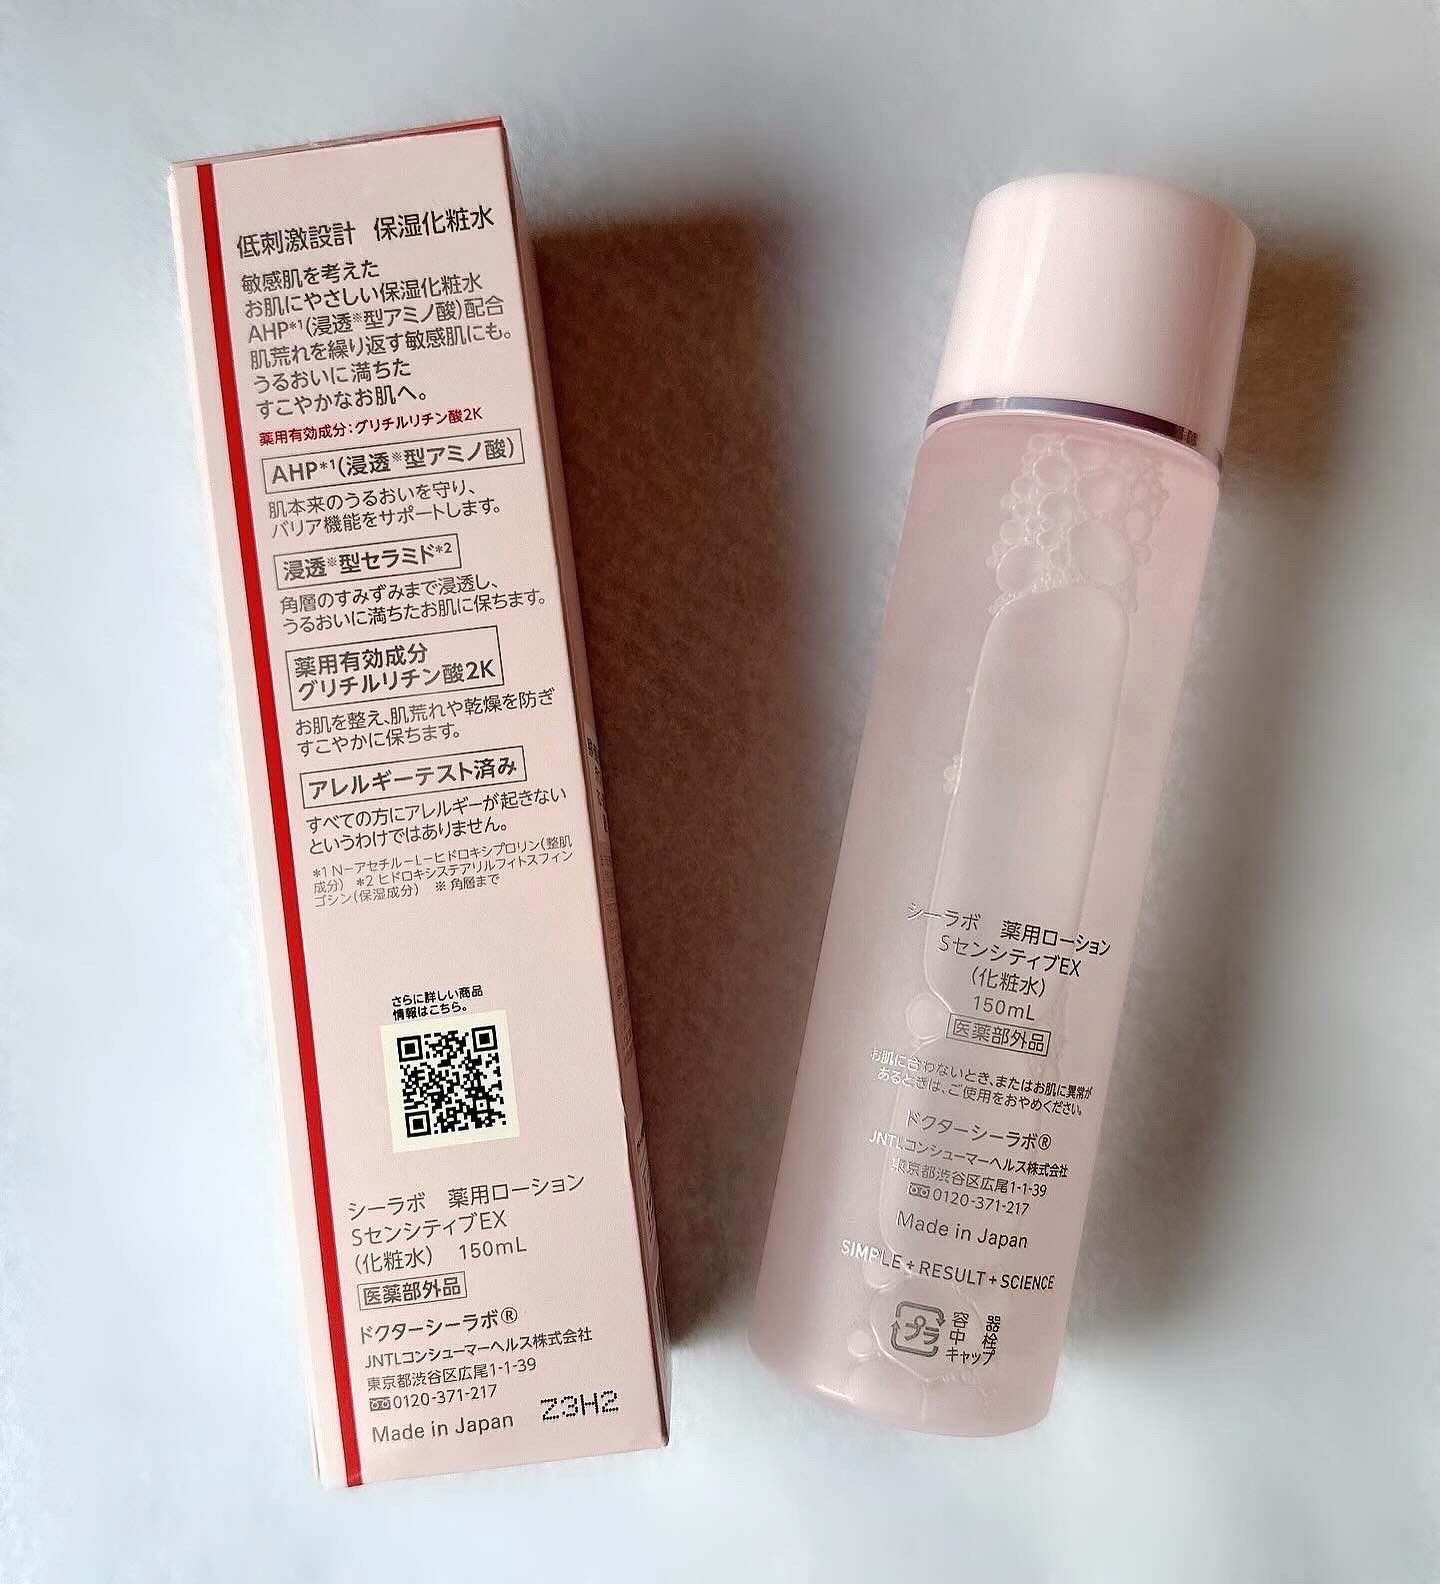 低刺激設計 保湿化粧水
敏感肌を考えた
お肌にやさしい保湿化粧水
AHP*1(浸透※型アミノ酸)配合
肌荒れを繰り返す敏感肌にも。
うるおいに満ちた
すこやかなお肌へ。
薬用有効成分：グリチルリチン酸2K
AHP*1(浸透※型アミノ酸)
肌本来のうるおいを守り、
バリア機能をサポートします。
浸透※型セラミド*2
角層のすみずみまで浸透し、
うるおいに満ちたお肌に保ちます。
薬用有効成分
グリチルリチン酸2K
お肌を整え、肌荒れや乾燥を防ぎ
すこやかに保ちます。
アレルギーテスト済み
すべての方にアレルギーが起きない
というわけではありません。
*1 N-アセチル-L-ヒドロキシプロリン(整肌
成分) *2 ヒドロキシステアリルフィトスフィン
ゴシン(保湿成分) ※ 角層まで
さらに詳しい商品
情報はこちら。
シーラボ 薬用ローション
SセンシティブEX
(化粧水) 150mL
医薬部外品
ドクターシーラボ®
JNTLコンシューマーヘルス株式会社
東京都渋谷区広尾1-1-39
0120-371-217
Made in Japan
Z3H2
シーラボ 薬用ローション
SセンシティブEX
(化粧水)
150mL
医薬部外品
お肌に合わないとき、またはお肌に異常が
あるときは、ご使用をおやめください。
ドクターシーラボ®
JNTLコンシューマーヘルス株式会社
東京都渋谷区広尾1-1-39
0120-371-217
Made in Japan
SIMPLE + RESULT + SCIENCE
プラ
容器
中栓
キャップ